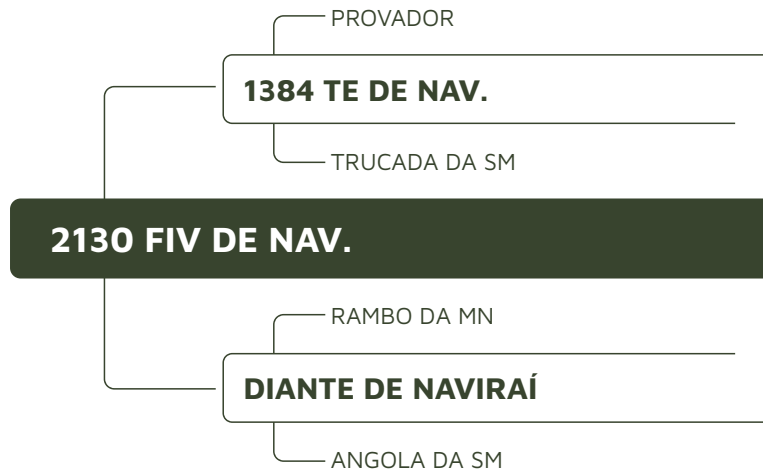 PROVADOR
1384 TE DE NAV.
TRUCADA DA SM
2130 FIV DE NAV.
RAMBO DA MN
DIANTE DE NAVIRAÍ
ANGOLA DA SM